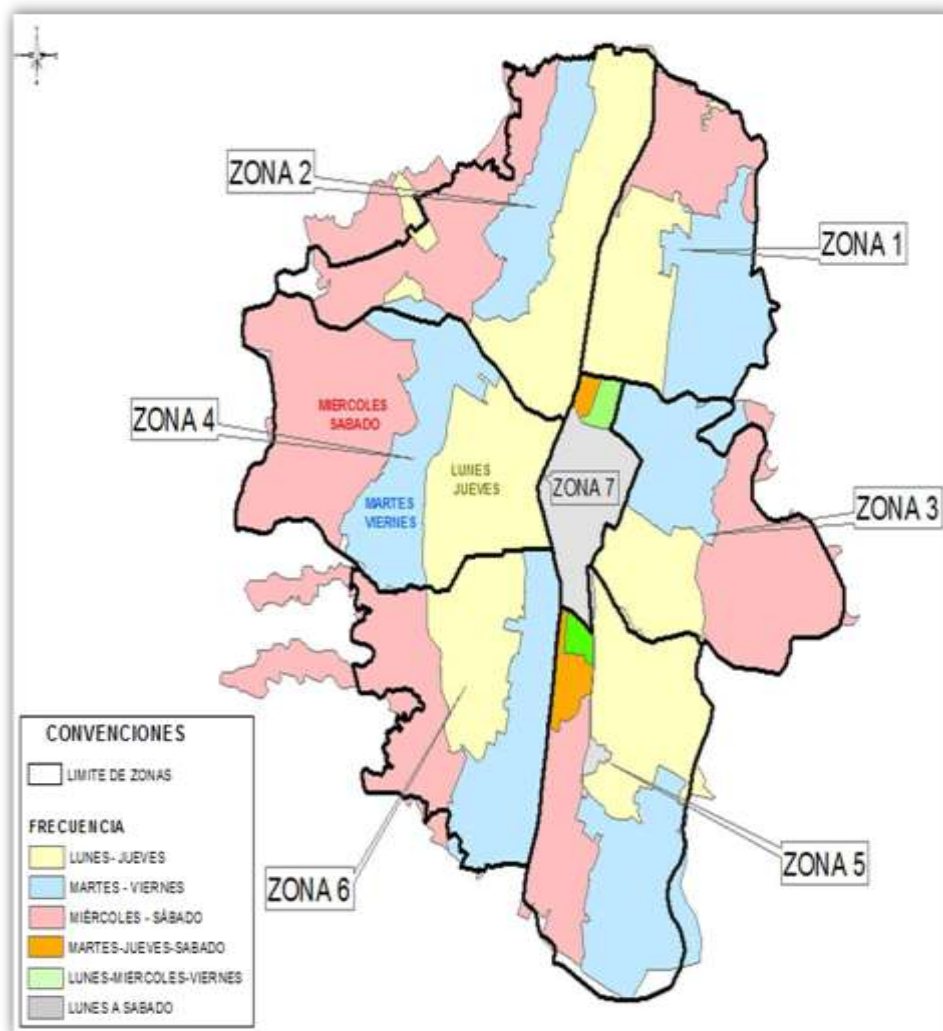 ZONA 2
ZONA 1
ZONA 4
MIERCOLES
SABADO
LUNES
JUEVES
MARTES
VIERNES
ZONA 7
ZONA 3
ZONA 6
ZONA 5
CONVENCIONES
LIMITE DE ZONAS
FRECUENCIA
LUNES- JUEVES
MARTES - VIERNES
MIÉRCOLES - SÁBADO
MARTES-JUEVES-SABADO
LUNES-MIERCOLES-VIERNES
LUNES A SABADO